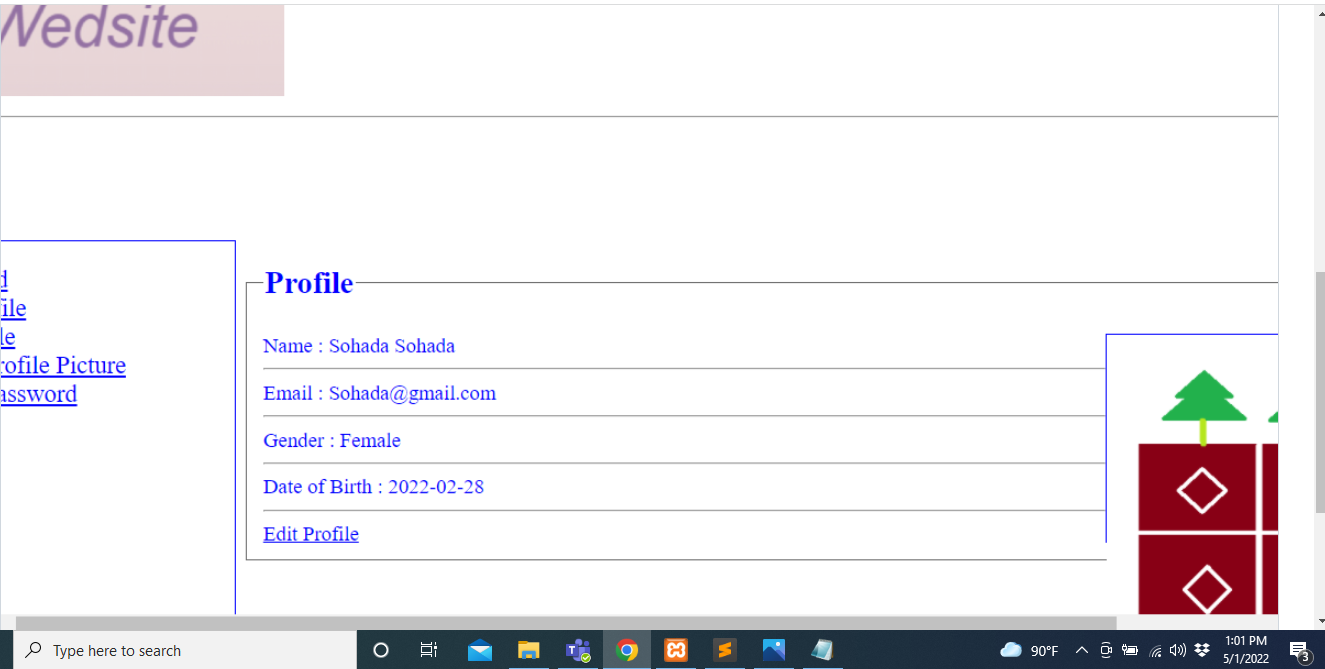 Wedsite
d
ile
le
rofile Picture
assword
Profile
Name : Sohada Sohada
Email : Sohada@gmail.com
Gender : Female
Date of Birth : 2022-02-28
Edit Profile
Type here to search
90°F
1:01 PM
5/1/2022
3